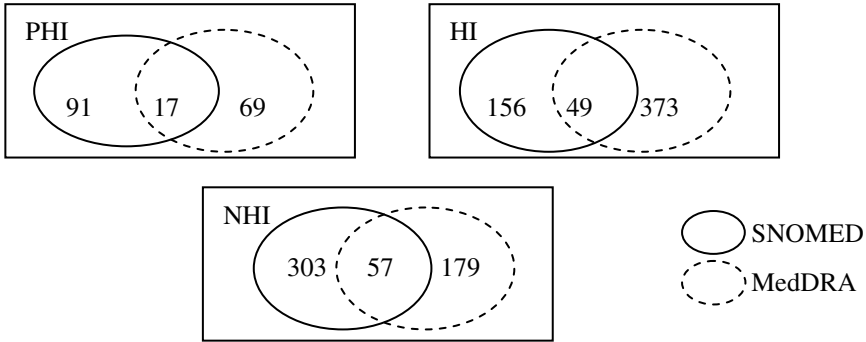 PHI
91 17 69
HI
156 49 373
NHI
303 57 179
SNOMED
MedDRA